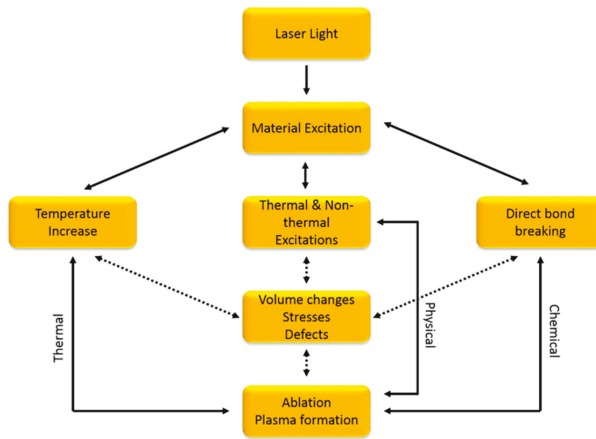 Laser Light
Material Excitation
Temperature
Increase
Thermal & Non-
thermal
Excitations
Direct bond
breaking
Volume changes
Stresses
Defects
Thermal
Physical
Chemical
Ablation
Plasma formation